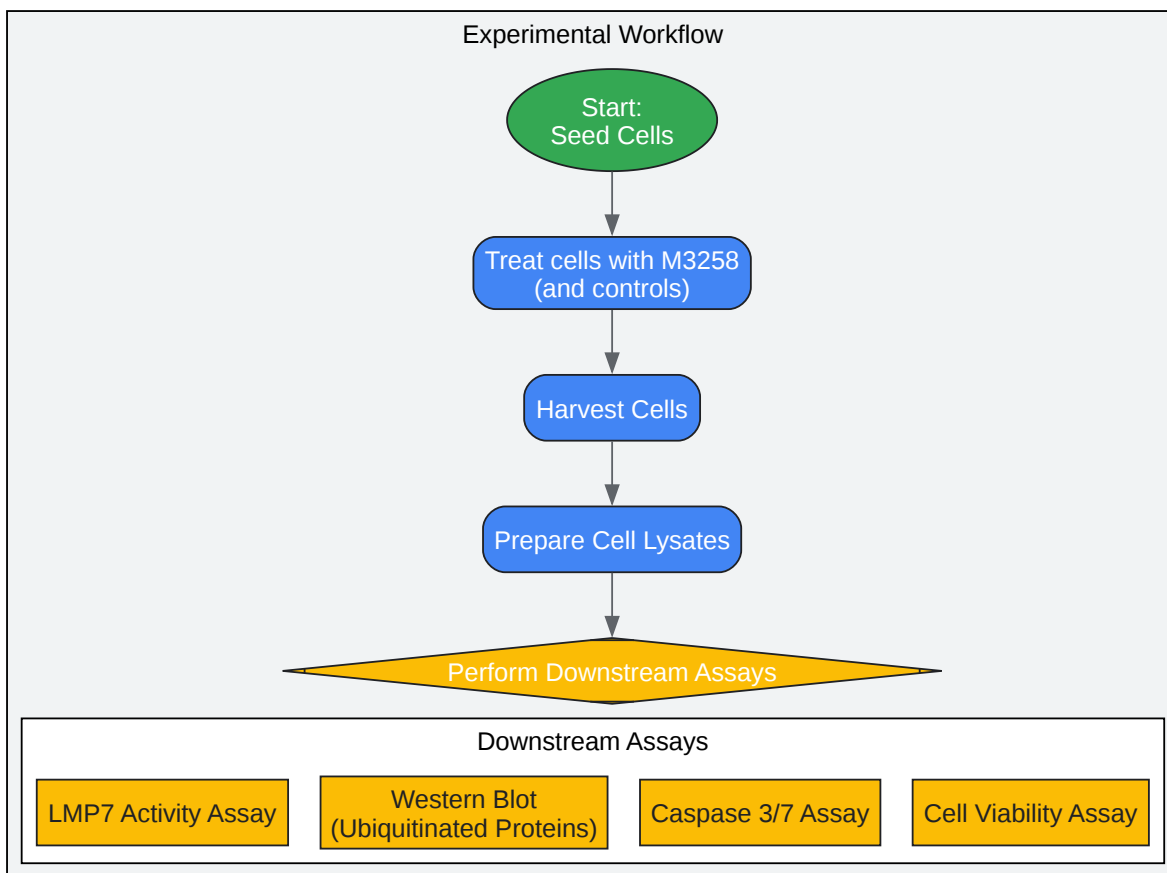 Experimental Workflow
Start:
Seed Cells
Treat cells with M3258
(and controls)
Harvest Cells
Prepare Cell Lysates
Perform Downstream Assays
Downstream Assays
LMP7 Activity Assay
Western Blot
(Ubiquitinated Proteins)
Caspase 3/7 Assay
Cell Viability Assay